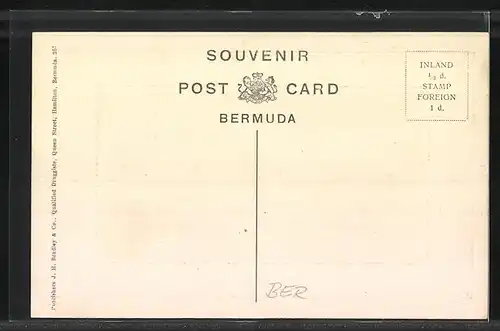 SOUVENIR
POST CARD
BERMUDA
INLAND
½ d.
STAMP
FOREIGN
1 d.
Publishers J. H. Bradley & Co., Qualified Druggists, Queen Street, Hamilton, Bermuda.
BER